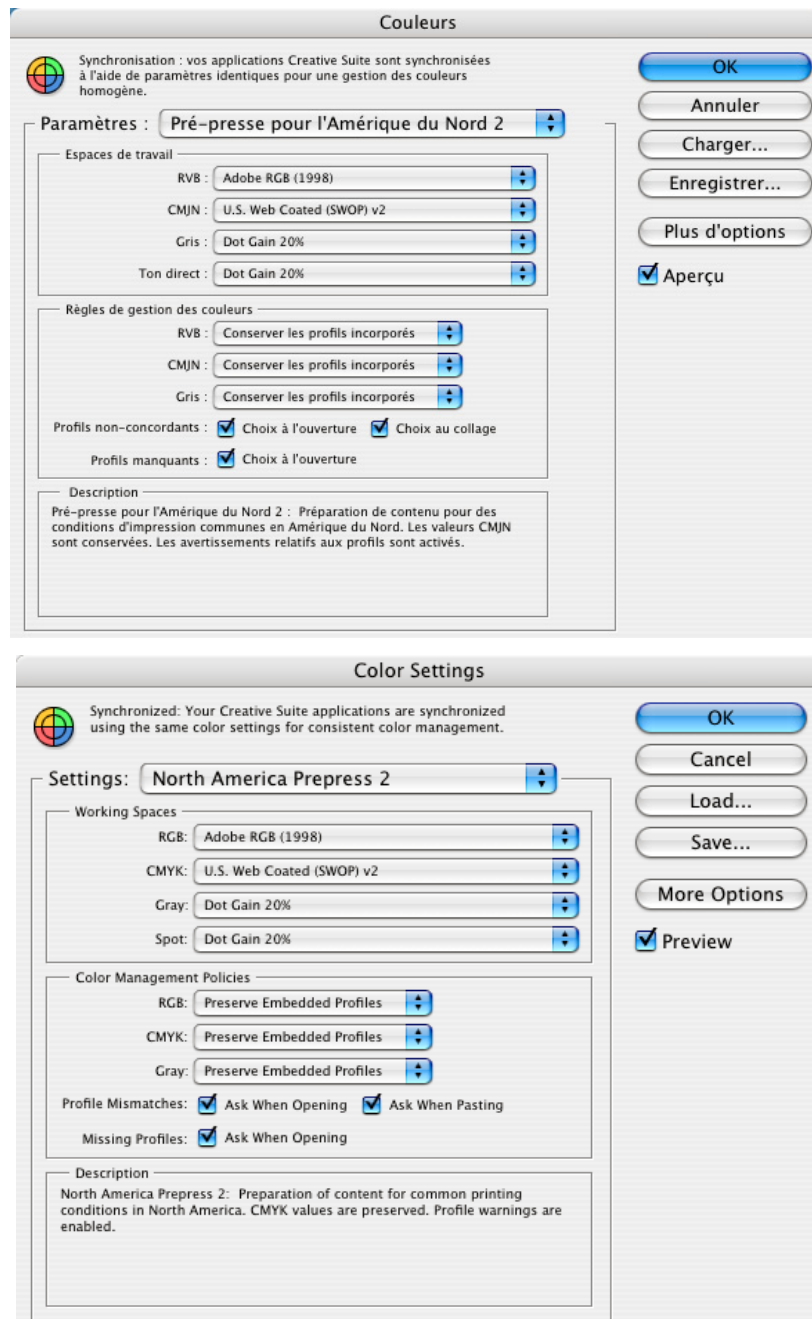 Couleurs
Synchronisation : vos applications Creative Suite sont synchronisées
à l'aide de paramètres identiques pour une gestion des couleurs
homogène.
OK
Annuler
Charger...
Enregistrer...
Plus d'options
Aperçu
Paramètres : Pré-presse pour l'Amérique du Nord 2
Espaces de travail
RVB : Adobe RGB (1998)
CMJN : U.S. Web Coated (SWOP) v2
Gris : Dot Gain 20%
Ton direct : Dot Gain 20%
Règles de gestion des couleurs
RVB : Conserver les profils incorporés
CMJN : Conserver les profils incorporés
Gris : Conserver les profils incorporés
Profils non-concordants : Choix à l'ouverture Choix au collage
Profils manquants : Choix à l'ouverture
Description
Pré-presse pour l'Amérique du Nord 2 : Préparation de contenu pour des
conditions d'impression communes en Amérique du Nord. Les valeurs CMJN
sont conservées. Les avertissements relatifs aux profils sont activés.
Color Settings
Synchronized: Your Creative Suite applications are synchronized
using the same color settings for consistent color management.
OK
Cancel
Load...
Save...
More Options
Preview
Settings: North America Prepress 2
Working Spaces
RGB: Adobe RGB (1998)
CMYK: U.S. Web Coated (SWOP) v2
Gray: Dot Gain 20%
Spot: Dot Gain 20%
Color Management Policies
RGB: Preserve Embedded Profiles
CMYK: Preserve Embedded Profiles
Gray: Preserve Embedded Profiles
Profile Mismatches: Ask When Opening Ask When Pasting
Missing Profiles: Ask When Opening
Description
North America Prepress 2: Preparation of content for common printing
conditions in North America. CMYK values are preserved. Profile warnings are
enabled.